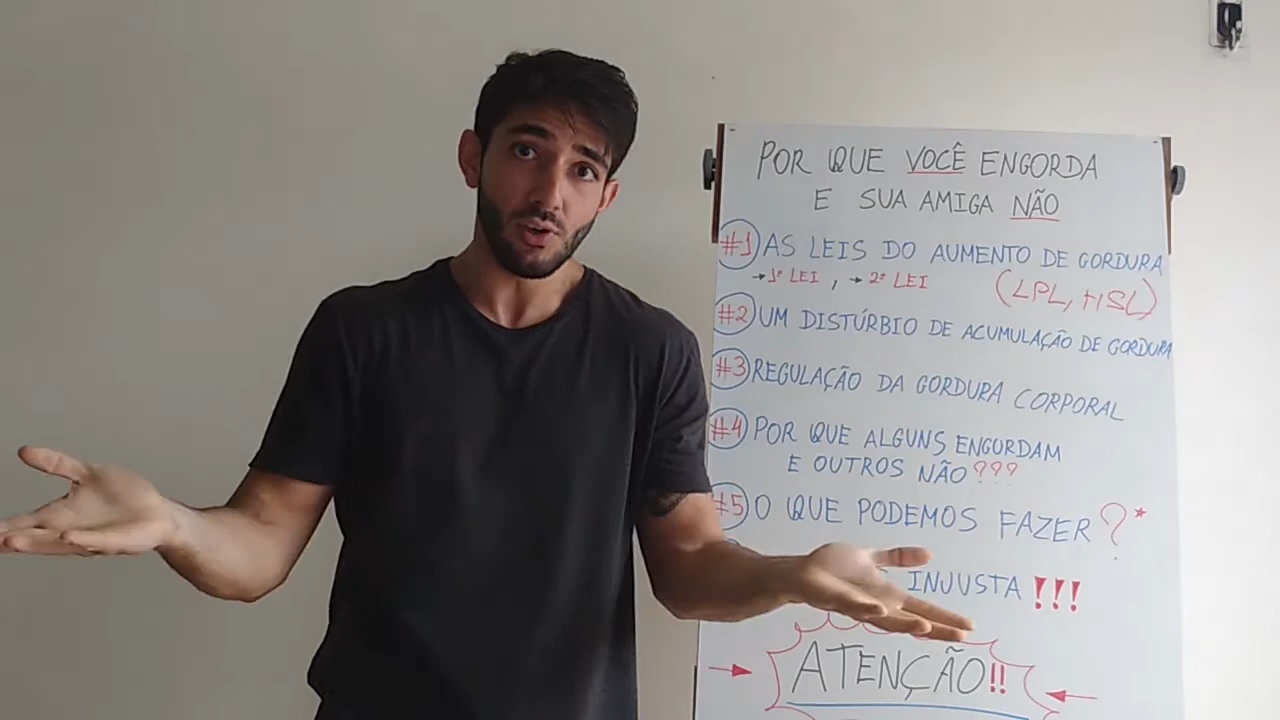 POR QUE VOCÊ ENGORDA
E SUA AMIGA NÃO
#1 AS LEIS DO AUMENTO DE GORDURA
→1ª LEI , →2ª LEI (LPL, HSL)
#2 UM DISTÚRBIO DE ACUMULAÇÃO DE GORDURA
#3 REGULAÇÃO DA GORDURA CORPORAL
#4 POR QUE ALGUNS ENGORDAM
E OUTROS NÃO ???
#5 O QUE PODEMOS FAZER ?*
INJUSTA !!!
ATENÇÃO!!